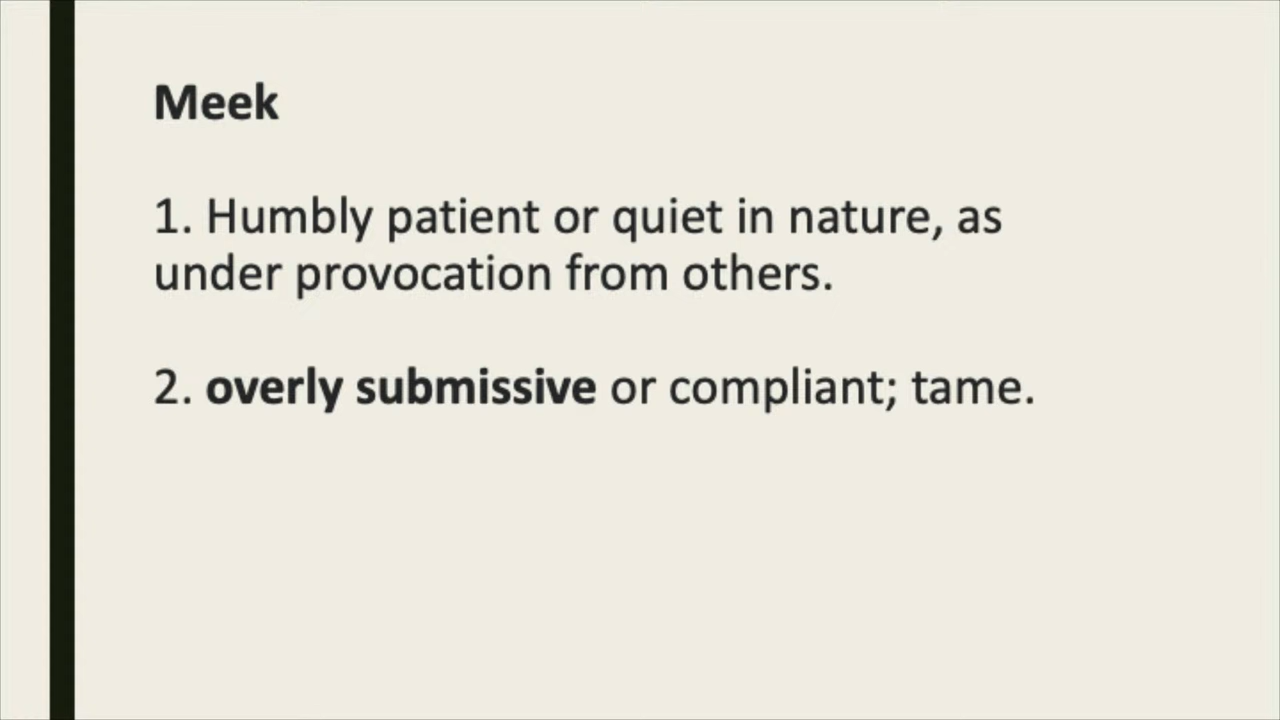 Meek
1. Humbly patient or quiet in nature, as
under provocation from others.
2. overly submissive or compliant; tame.